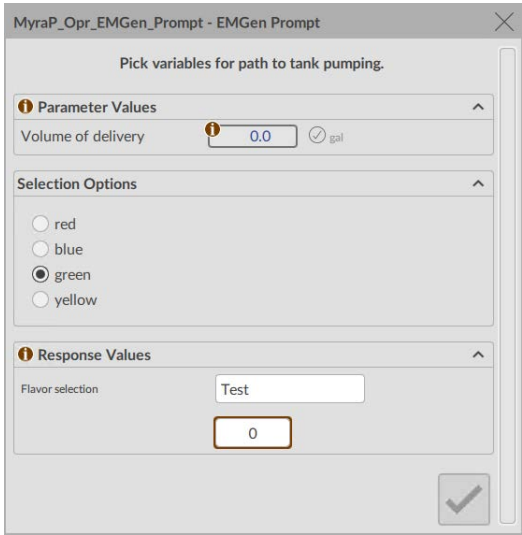 MyraP_Opr_EMGen_Prompt - EMGen Prompt
Pick variables for path to tank pumping.
Parameter Values
Volume of delivery 0.0 gal
Selection Options
red
blue
green
yellow
Response Values
Flavor selection Test
0